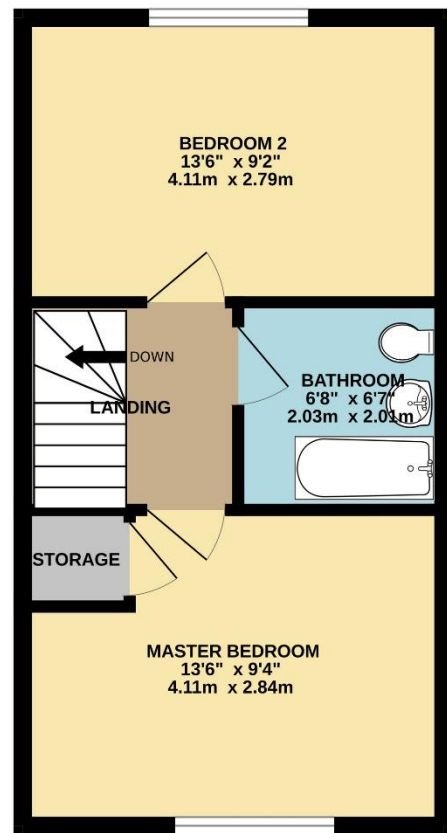 BEDROOM 2
13'6" x 9'2"
4.11m x 2.79m
DOWN
LANDING
BATHROOM
6'8" x 6'7"
2.03m x 2.01m
STORAGE
MASTER BEDROOM
13'6" x 9'4"
4.11m x 2.84m